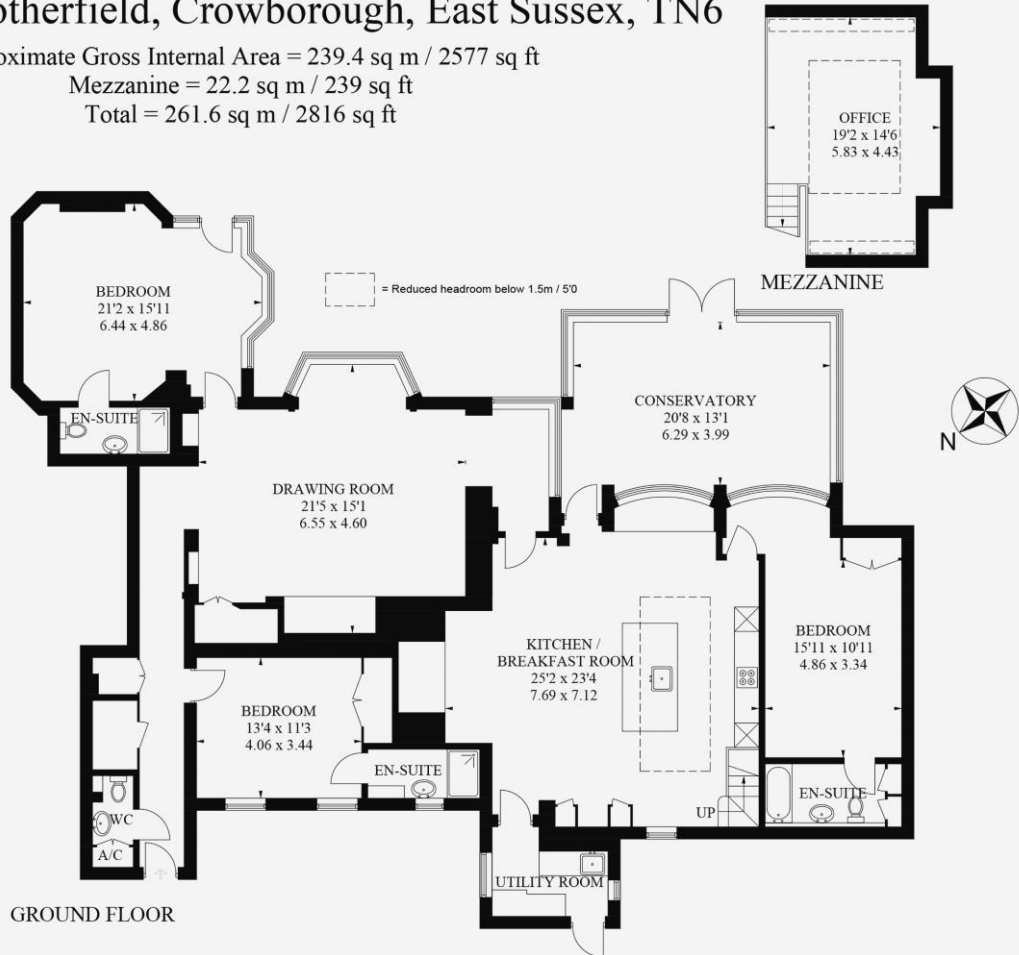 otherfield, Crowborough, East Sussex, TN6
oximate Gross Internal Area = 239.4 sq m / 2577 sq ft
Mezzanine = 22.2 sq m / 239 sq ft
Total = 261.6 sq m / 2816 sq ft
OFFICE
19'2 x 14'6
5.83 x 4.43
MEZZANINE
= Reduced headroom below 1.5m / 5'0
BEDROOM
21'2 x 15'11
6.44 x 4.86
EN-SUITE
CONSERVATORY
20'8 x 13'1
6.29 x 3.99
N
DRAWING ROOM
21'5 x 15'1
6.55 x 4.60
KITCHEN /
BREAKFAST ROOM
25'2 x 23'4
7.69 x 7.12
BEDROOM
15'11 x 10'11
4.86 x 3.34
BEDROOM
13'4 x 11'3
4.06 x 3.44
EN-SUITE
EN-SUITE
UP
WC
A/C
UTILITY ROOM
GROUND FLOOR